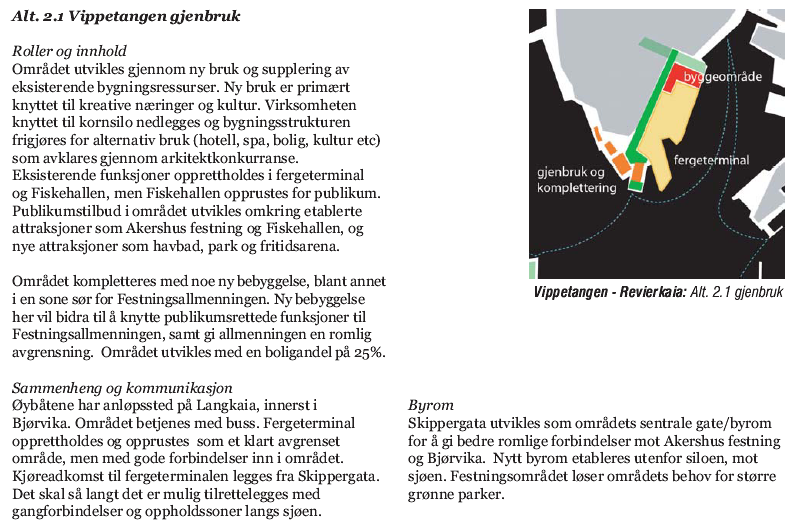 Alt. 2.1 Vippetangen gjenbruk
Roller og innhold
Området utvikles gjennom ny bruk og supplering av
eksisterende bygningsressurser. Ny bruk er primært
knyttet til kreative næringer og kultur. Virksomheten
knyttet til kornsilo nedlegges og bygningsstrukturen
frigjøres for alternativ bruk (hotell, spa, bolig, kultur etc)
som avklares gjennom arkitektkonkurranse.
Eksisterende funksjoner opprettholdes i fergeterminal
og Fiskehallen, men Fiskehallen opprustes for publikum.
Publikumstilbud i området utvikles omkring etablerte
attraksjoner som Akershus festning og Fiskehallen, og
nye attraksjoner som havbad, park og fritidsarena.
Området kompletteres med noe ny bebyggelse, blant annet
i en sone sør for Festningsallmenningen. Ny bebyggelse
her vil bidra til å knytte publikumsrettede funksjoner til
Festningsallmenningen, samt gi allmenningen en romlig
avgrensning.  Området utvikles med en boligandel på 25%.
Sammenheng og kommunikasjon
Øybåtene har anløpssted på Langkaia, innerst i
Bjørvika. Området betjenes med buss. Fergeterminal
opprettholdes og opprustes  som et klart avgrenset
område, men med gode forbindelser inn i området.
Kjøreadkomst til fergeterminalen legges fra Skippergata.
Det skal så langt det er mulig tilrettelegges med
gangforbindelser og oppholdssoner langs sjøen.
byggeområde
fergeterminal
gjenbruk og
komplettering
Vippetangen - Revierkaia: Alt. 2.1 gjenbruk
Byrom
Skippergata utvikles som områdets sentrale gate/byrom
for å gi bedre romlige forbindelser mot Akershus festning
og Bjørvika.  Nytt byrom etableres utenfor siloen, mot
sjøen. Festningsområdet løser områdets behov for større
grønne parker.